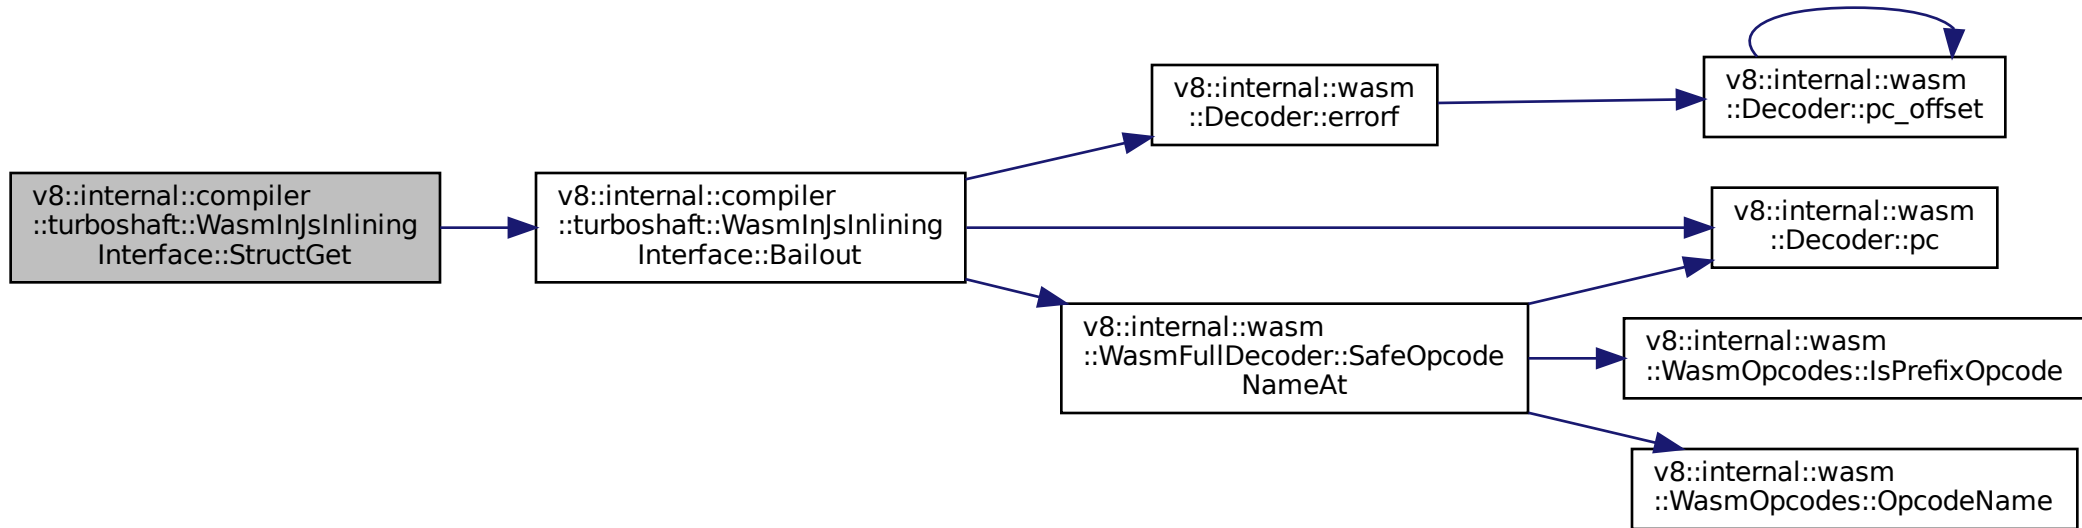 v8::internal::compiler
::turboshaft::WasmInJsInlining
Interface::StructGet
v8::internal::compiler
::turboshaft::WasmInJsInlining
Interface::Bailout
v8::internal::wasm
::Decoder::errorf
v8::internal::wasm
::Decoder::pc_offset
v8::internal::wasm
::Decoder::pc
v8::internal::wasm
::WasmFullDecoder::SafeOpcode
NameAt
v8::internal::wasm
::WasmOpcodes::IsPrefixOpcode
v8::internal::wasm
::WasmOpcodes::OpcodeName